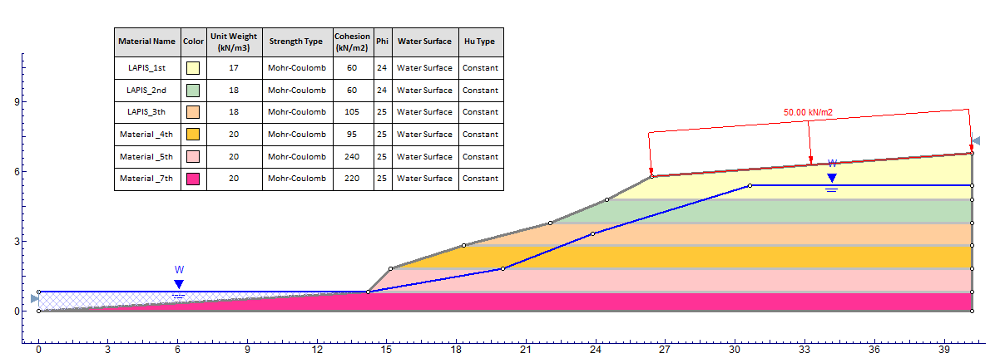 Material Name Color Unit Weight (kN/m3) Strength Type Cohesion (kN/m2) Phi Water Surface Hu Type
LAPIS_1st 17 Mohr-Coulomb 60 24 Water Surface Constant
LAPIS_2nd 18 Mohr-Coulomb 60 24 Water Surface Constant
LAPIS_3th 18 Mohr-Coulomb 105 25 Water Surface Constant
Material _4th 20 Mohr-Coulomb 95 25 Water Surface Constant
Material _5th 20 Mohr-Coulomb 240 25 Water Surface Constant
Material _7th 20 Mohr-Coulomb 220 25 Water Surface Constant
50.00 kN/m2
W
W
9
6
3
0
0 3 6 9 12 15 18 21 24 27 30 33 36 39